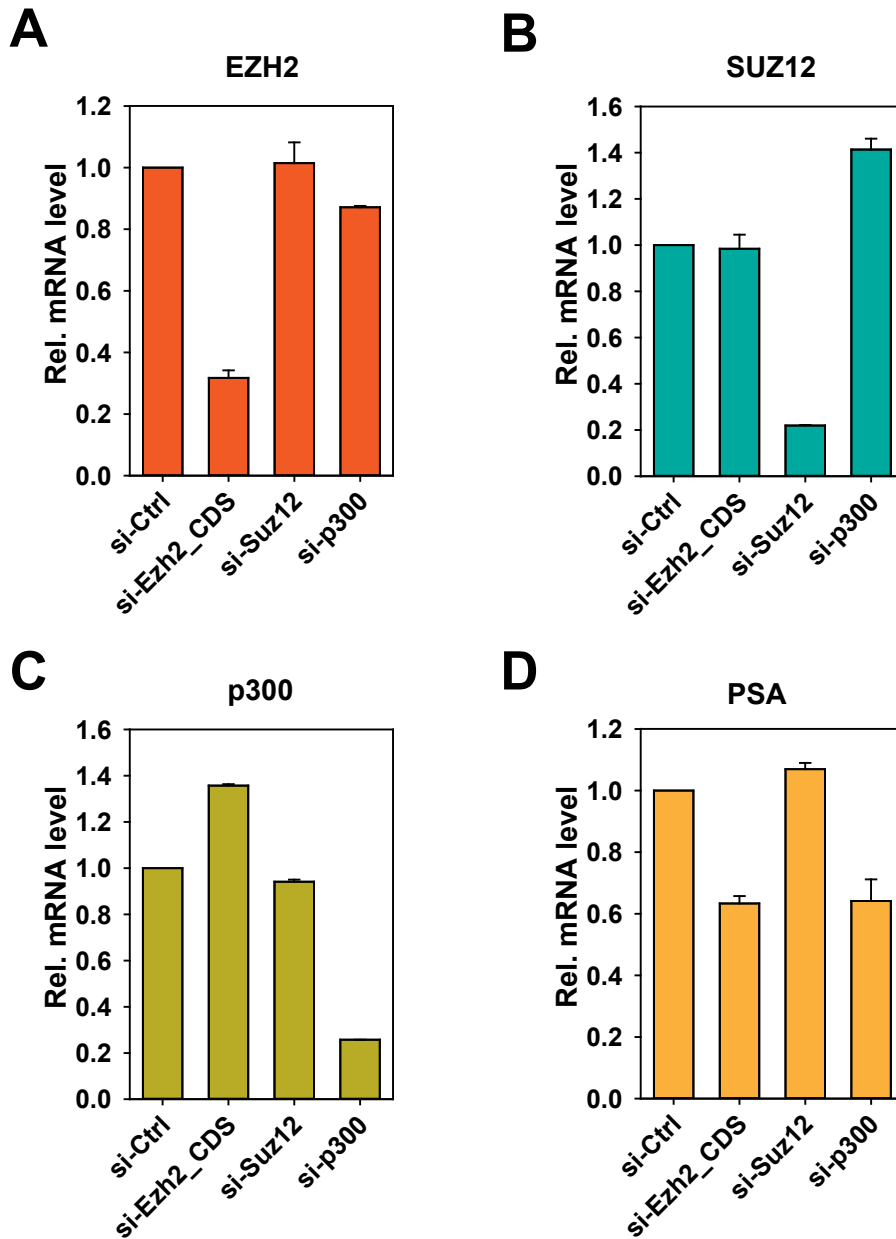 A
EZH2
Rel. mRNA level
1.2
1.0
0.8
0.6
0.4
0.2
0.0
si-Ctrl
si-Ezh2_CDS
si-Suz12
si-p300
B
SUZ12
Rel. mRNA level
1.6
1.4
1.2
1.0
0.8
0.6
0.4
0.2
0.0
si-Ctrl
si-Ezh2_CDS
si-Suz12
si-p300
C
p300
Rel. mRNA level
1.6
1.4
1.2
1.0
0.8
0.6
0.4
0.2
0.0
si-Ctrl
si-Ezh2_CDS
si-Suz12
si-p300
D
PSA
Rel. mRNA level
1.2
1.0
0.8
0.6
0.4
0.2
0.0
si-Ctrl
si-Ezh2_CDS
si-Suz12
si-p300